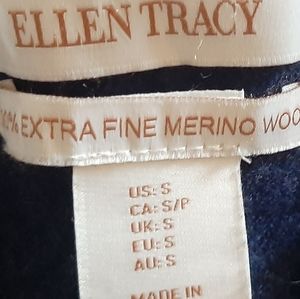 ELLEN TRACY
EXTRA FINE MERINO
US: S
CA: S/P
UK: S
EU: S
AU: S
MADE IN